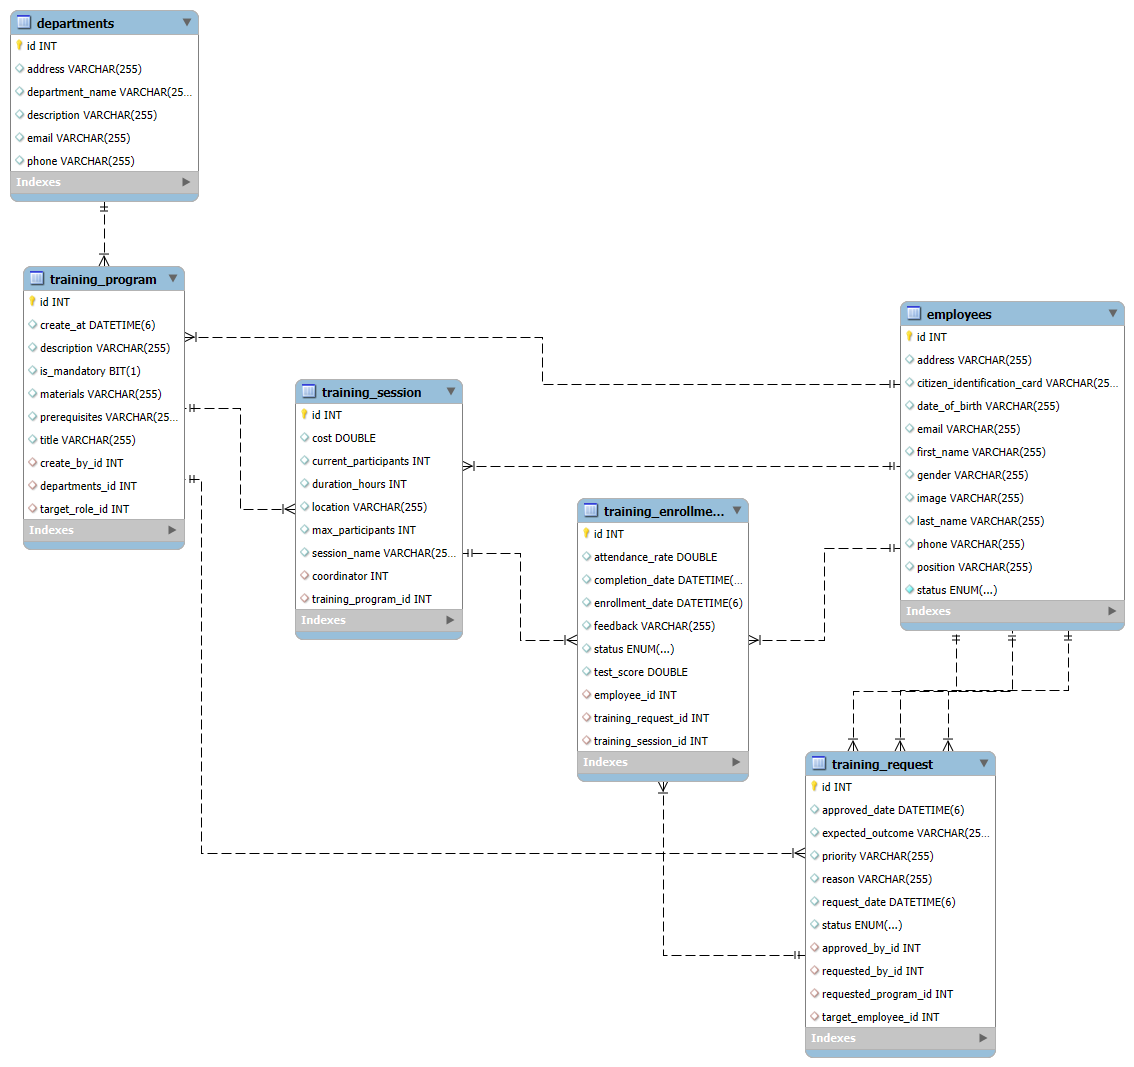 departments
id INT
address VARCHAR(255)
department_name VARCHAR(25...
description VARCHAR(255)
email VARCHAR(255)
phone VARCHAR(255)
Indexes
training_program
id INT
create_at DATETIME(6)
description VARCHAR(255)
is_mandatory BIT(1)
materials VARCHAR(255)
prerequisites VARCHAR(25...
title VARCHAR(255)
create_by_id INT
departments_id INT
target_role_id INT
Indexes
training_session
id INT
cost DOUBLE
current_participants INT
duration_hours INT
location VARCHAR(255)
max_participants INT
session_name VARCHAR(25...
coordinator INT
training_program_id INT
Indexes
training_enrollme...
id INT
attendance_rate DOUBLE
completion_date DATETIME(...
enrollment_date DATETIME(6)
feedback VARCHAR(255)
status ENUM(...)
test_score DOUBLE
employee_id INT
training_request_id INT
training_session_id INT
Indexes
employees
id INT
address VARCHAR(255)
citizen_identification_card VARCHAR(25...
date_of_birth VARCHAR(255)
email VARCHAR(255)
first_name VARCHAR(255)
gender VARCHAR(255)
image VARCHAR(255)
last_name VARCHAR(255)
phone VARCHAR(255)
position VARCHAR(255)
status ENUM(...)
Indexes
training_request
id INT
approved_date DATETIME(6)
expected_outcome VARCHAR(25...
priority VARCHAR(255)
reason VARCHAR(255)
request_date DATETIME(6)
status ENUM(...)
approved_by_id INT
requested_by_id INT
requested_program_id INT
target_employee_id INT
Indexes